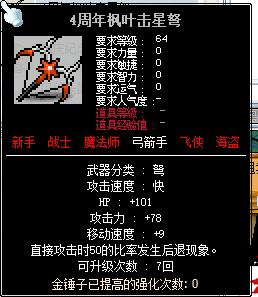 4周年枫叶击星弩
要求等级： 64
要求力量： 0
要求敏捷： 0
要求智力： 0
要求运气： 0
要求人气度： -
道具等级： -
道具经验值： -
新手 战士 魔法师 弓箭手 飞侠 海盗
武器分类 : 弩
攻击速度 : 快
HP : +101
攻击力 : +78
移动速度 : +9
直接攻击时50的比率发生后退现象。
可升级次数 : 7回
金锤子已提高的强化次数: 0